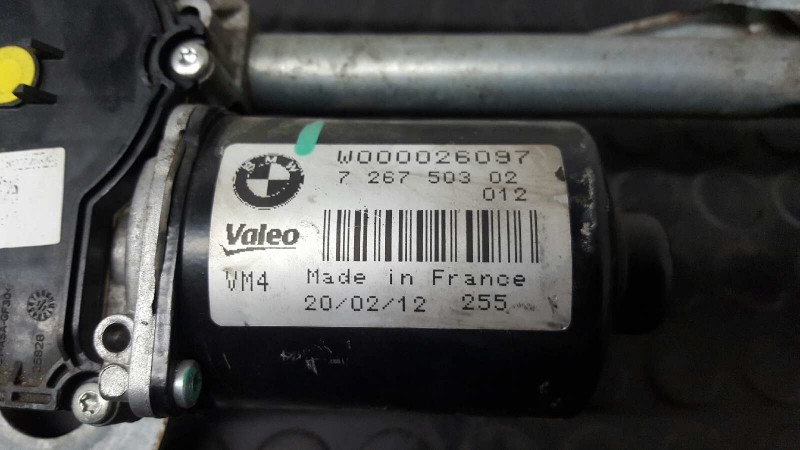 W000026097
BMW
7 267 503 02
012
Valeo
VM4 Made in France
20/02/12 255